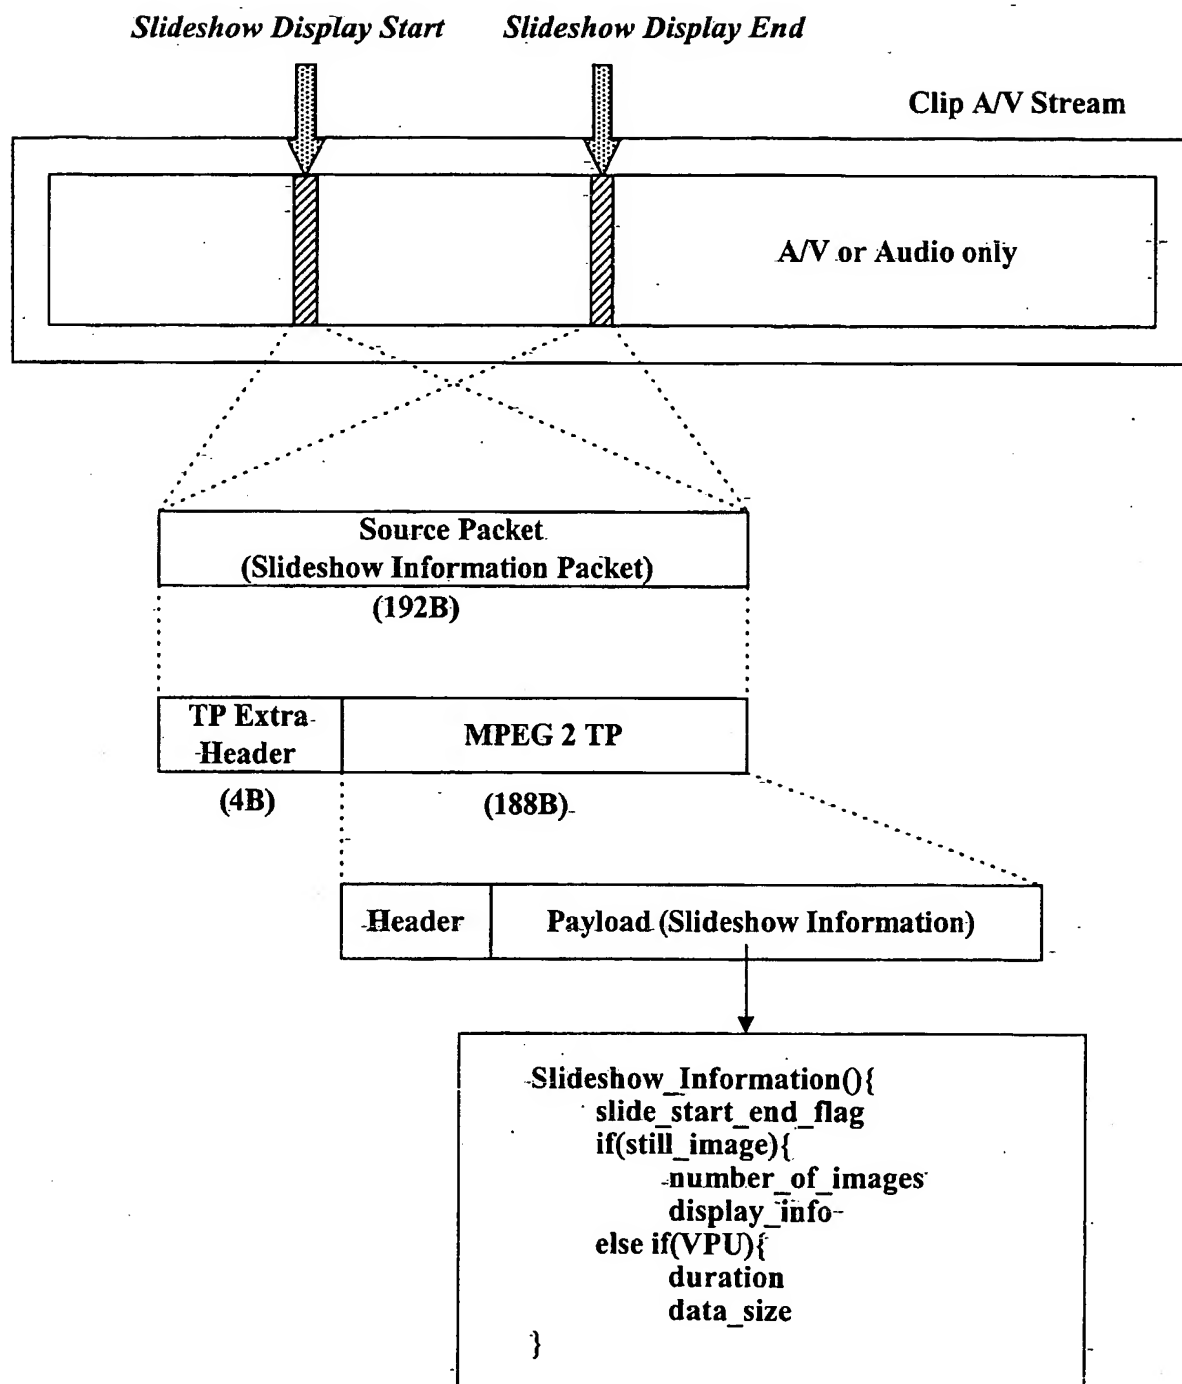 Slideshow Display Start
Slideshow Display End
Clip A/V Stream
A/V or Audio only
Source Packet
(Slideshow Information Packet)
(192B)
TP Extra
Header
MPEG 2 TP
(4B)
(188B)
Header
Payload (Slideshow Information)
Slideshow_Information(){
slide_start_end_flag
if(still_image){
number_of_images
display_info
else if(VPU){
duration
data_size
}